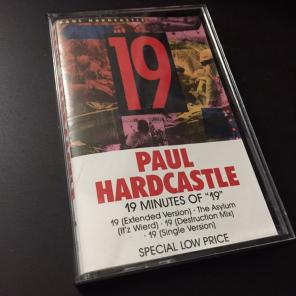 PAUL HARDCASTLE
19
PAUL
HARDCASTLE
19 MINUTES OF "19"
19 (Extended Version) · The Asylum
(It'z Wierd) · 19 (Destruction Mix)
· 19 (Single Version)
SPECIAL LOW PRICE